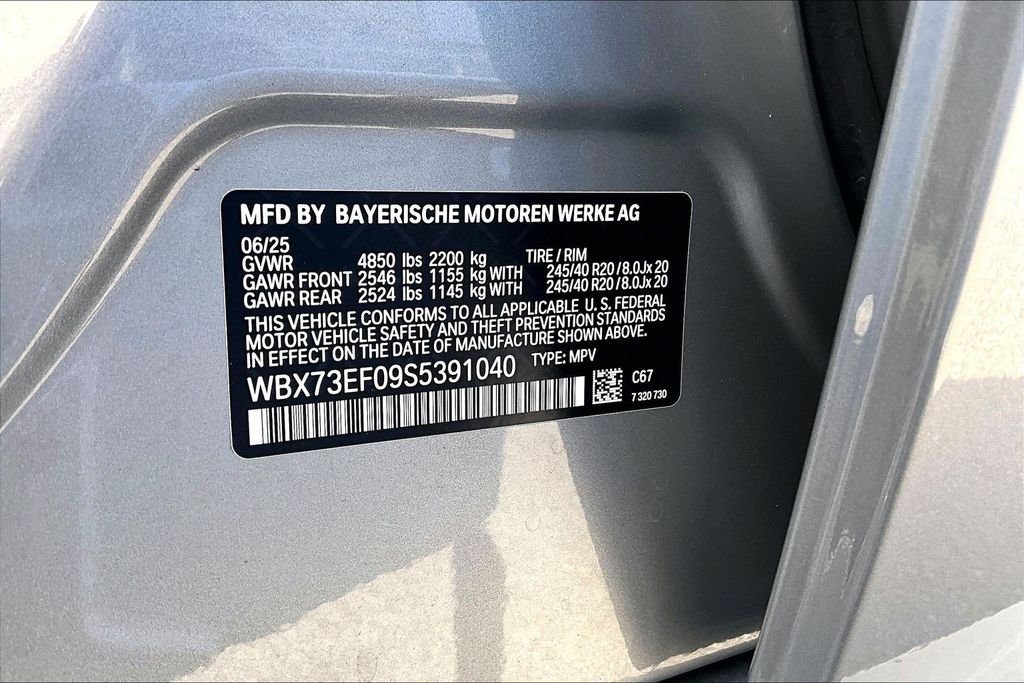 MFD BY BAYERISCHE MOTOREN WERKE AG
06/25
GVWR 4850 lbs 2200 kg TIRE / RIM
GAWR FRONT 2546 lbs 1155 kg WITH 245/40 R20 / 8.0Jx 20
GAWR REAR 2524 lbs 1145 kg WITH 245/40 R20 / 8.0Jx 20
THIS VEHICLE CONFORMS TO ALL APPLICABLE U. S. FEDERAL
MOTOR VEHICLE SAFETY AND THEFT PREVENTION STANDARDS
IN EFFECT ON THE DATE OF MANUFACTURE SHOWN ABOVE.
WBX73EF09S5391040 TYPE: MPV
C67
7 320 730